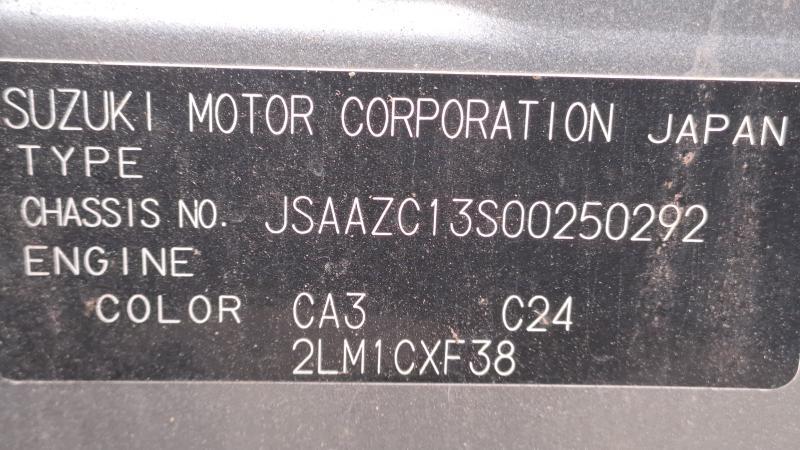 SUZUKI MOTOR CORPORATION JAPAN
TYPE
CHASSIS NO. JSAAZC13S00250292
ENGINE
COLOR CA3 C24
2LM1CXF38